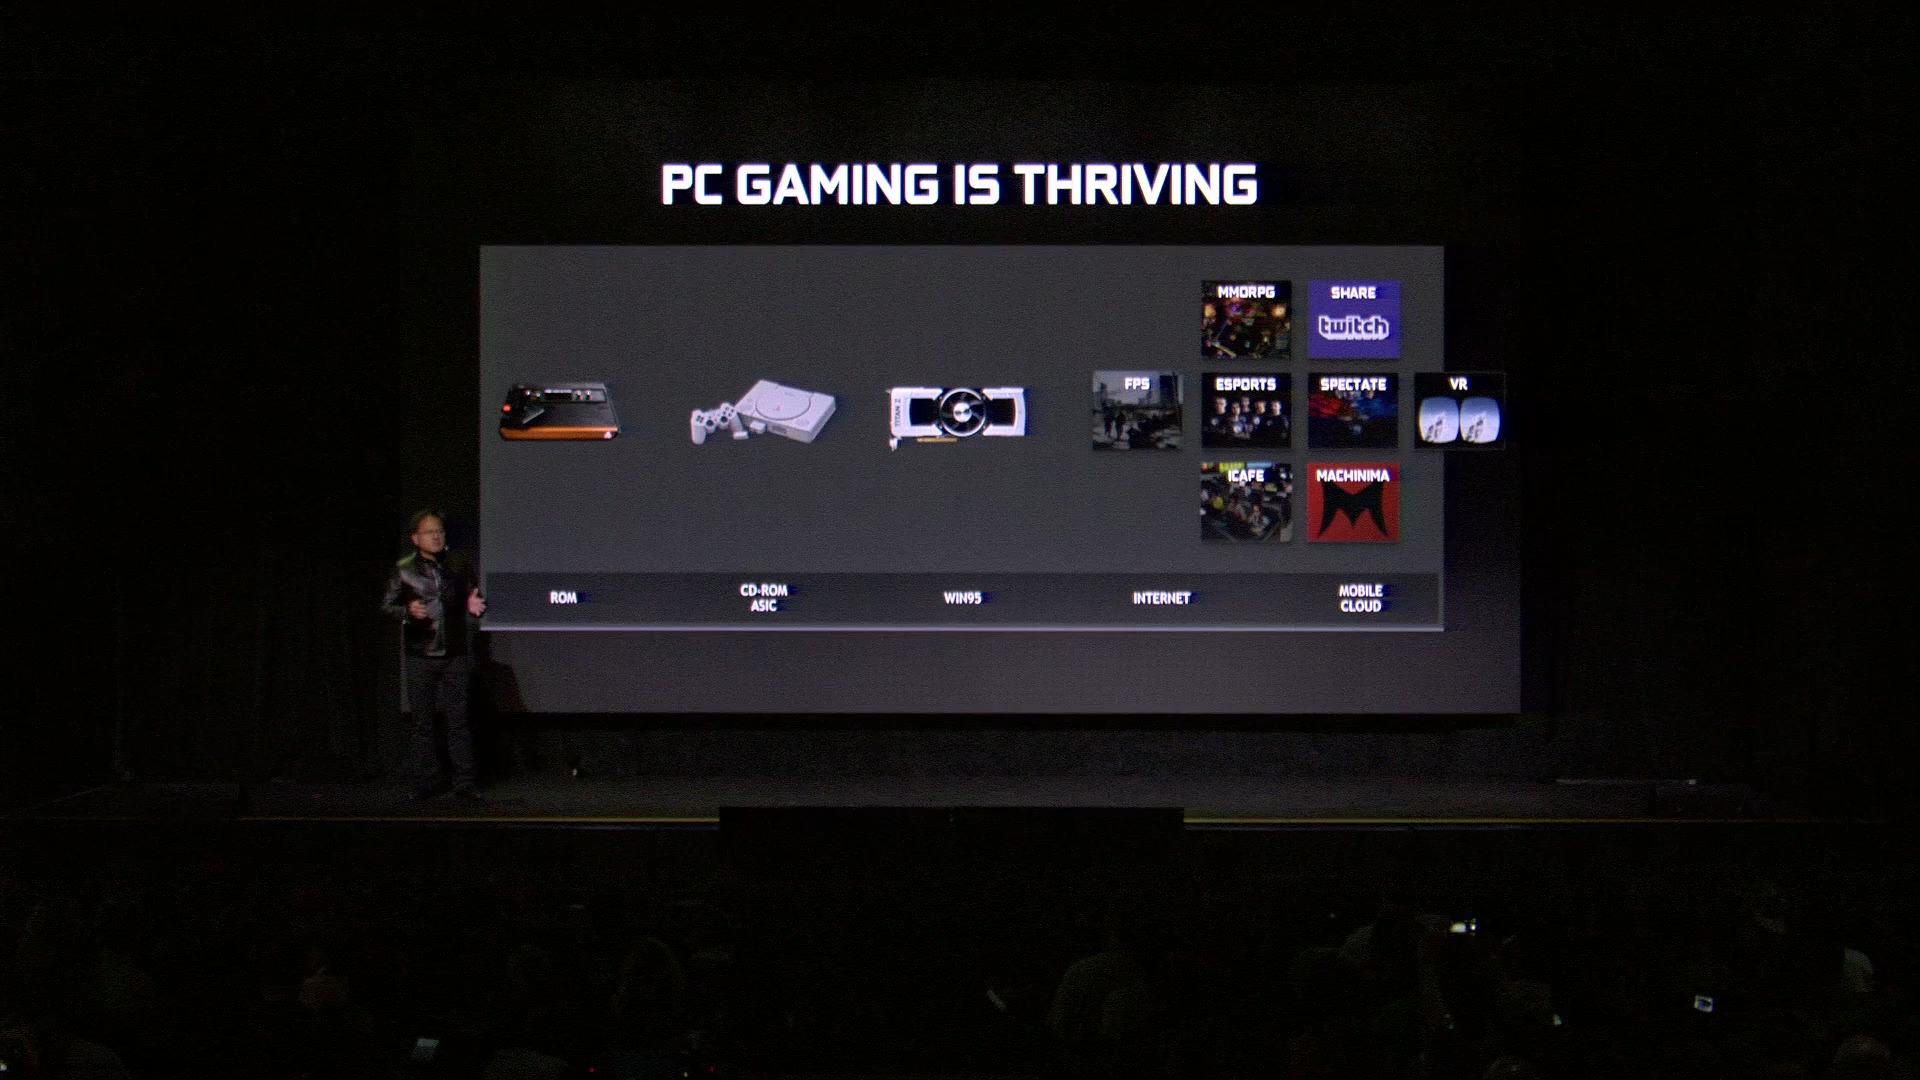 PC GAMING IS THRIVING
MMORPG
SHARE
twitch
FPS
ESPORTS
SPECTATE
VR
TITAN Z
ICAFE
MACHINIMA
ROM
CD-ROM
ASIC
WIN95
INTERNET
MOBILE
CLOUD